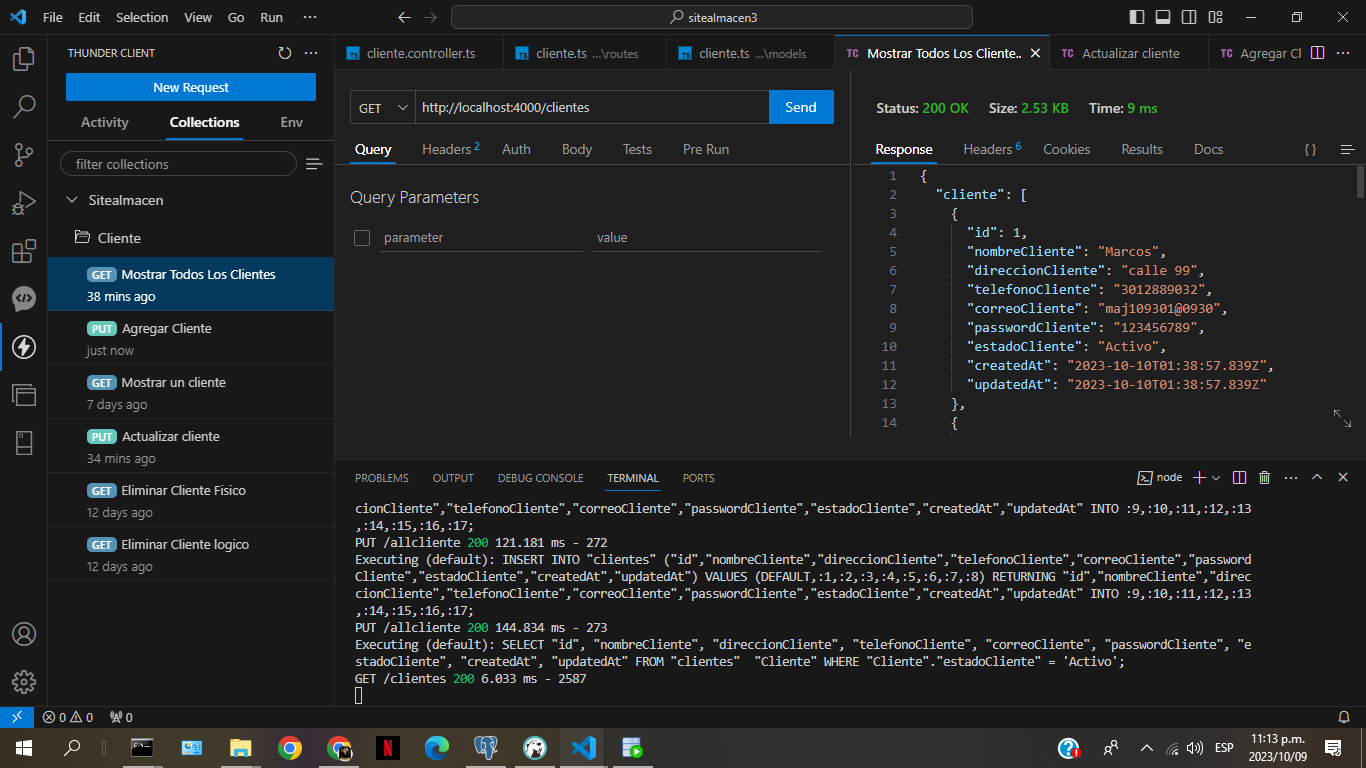 File Edit Selection View Go Run ···
sitealmacen3
THUNDER CLIENT
New Request
Activity Collections Env
filter collections
Sitealmacen
Cliente
GET Mostrar Todos Los Clientes
38 mins ago
PUT Agregar Cliente
just now
GET Mostrar un cliente
7 days ago
PUT Actualizar cliente
34 mins ago
GET Eliminar Cliente Fisico
12 days ago
GET Eliminar Cliente logico
12 days ago
TS cliente.controller.ts TS cliente.ts ...\routes TS cliente.ts ...\models TC Mostrar Todos Los Cliente.. TC Actualizar cliente TC Agregar Cl
GET http://localhost:4000/clientes Send
Query Headers 2 Auth Body Tests Pre Run
Query Parameters
parameter value
Status: 200 OK Size: 2.53 KB Time: 9 ms
Response Headers 6 Cookies Results Docs { }
1 {
2 "cliente": [
3 {
4 "id": 1,
5 "nombreCliente": "Marcos",
6 "direccionCliente": "calle 99",
7 "telefonoCliente": "3012889032",
8 "correoCliente": "maj109301@0930",
9 "passwordCliente": "123456789",
10 "estadoCliente": "Activo",
11 "createdAt": "2023-10-10T01:38:57.839Z",
12 "updatedAt": "2023-10-10T01:38:57.839Z"
13 },
14 {
PROBLEMS OUTPUT DEBUG CONSOLE TERMINAL PORTS node
cionCliente","telefonoCliente","correoCliente","passwordCliente","estadoCliente","createdAt","updatedAt" INTO :9,:10,:11,:12,:13
,:14,:15,:16,:17;
PUT /allcliente 200 121.181 ms - 272
Executing (default): INSERT INTO "clientes" ("id","nombreCliente","direccionCliente","telefonoCliente","correoCliente","password
Cliente","estadoCliente","createdAt","updatedAt") VALUES (DEFAULT,:1,:2,:3,:4,:5,:6,:7,:8) RETURNING "id","nombreCliente","direc
cionCliente","telefonoCliente","correoCliente","passwordCliente","estadoCliente","createdAt","updatedAt" INTO :9,:10,:11,:12,:13
,:14,:15,:16,:17;
PUT /allcliente 200 144.834 ms - 273
Executing (default): SELECT "id", "nombreCliente", "direccionCliente", "telefonoCliente", "correoCliente", "passwordCliente", "e
stadoCliente", "createdAt", "updatedAt" FROM "clientes"  "Cliente" WHERE "Cliente"."estadoCliente" = 'Activo';
GET /clientes 200 6.033 ms - 2587
0 0 0
ESP
11:13 p.m.
2023/10/09